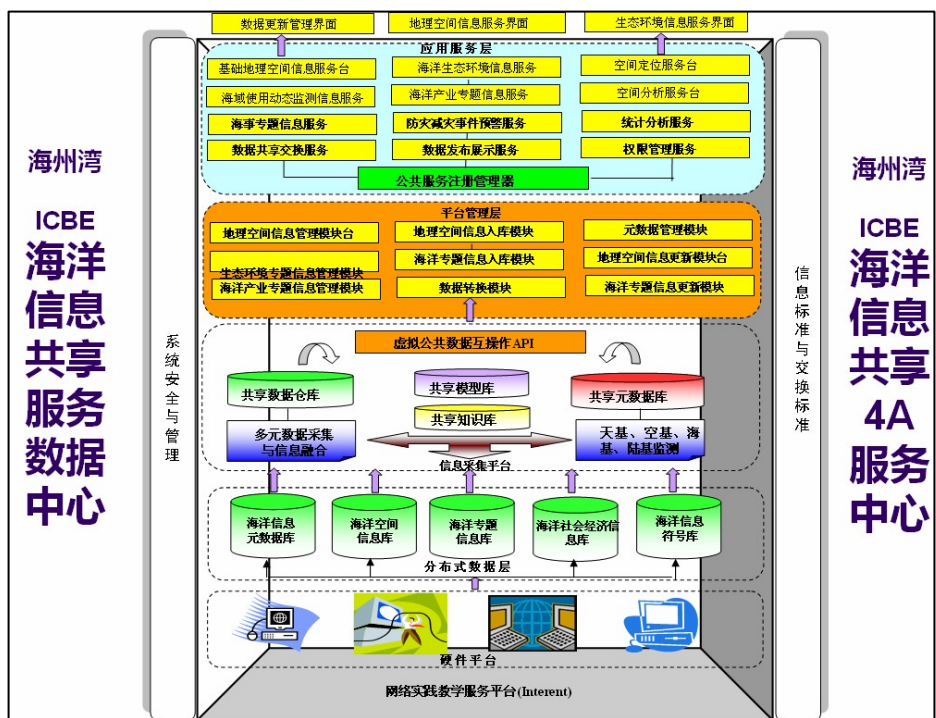 数据更新管理界面
地理空间信息服务界面
生态环境信息服务界面
应用服务层
基础地理空间信息服务台
海洋生态环境信息服务
空间定位服务台
海域使用动态监测信息服务
海洋产业专题信息服务
空间分析服务台
海事专题信息服务
防灾减灾事件预警服务
统计分析服务
数据共享交换服务
数据发布展示服务
权限管理服务
公共服务注册管理器
平台管理层
地理空间信息管理模块台
地理空间信息入库模块
元数据管理模块
生态环境专题信息管理模块
海洋专题信息入库模块
地理空间信息更新模块台
海洋产业专题信息管理模块
数据转换模块
海洋专题信息更新模块
虚拟公共数据互操作API
共享数据仓库
共享模型库
共享元数据库
共享知识库
多元数据采集
与信息融合
天基、空基、海
基、陆基监测
信息采集平台
海洋信息
元数据库
海洋空间
信息库
海洋专题
信息库
海洋社会经济信
息库
海洋信息
符号库
分布式数据层
硬件平台
网络实践教学服务平台(Interent)
系统安全与管理
信息标准与交换标准
海州湾
ICBE
海洋
信息
共享
服务
数据
中心
海州湾
ICBE
海洋
信息
共享
4A
服务
中心